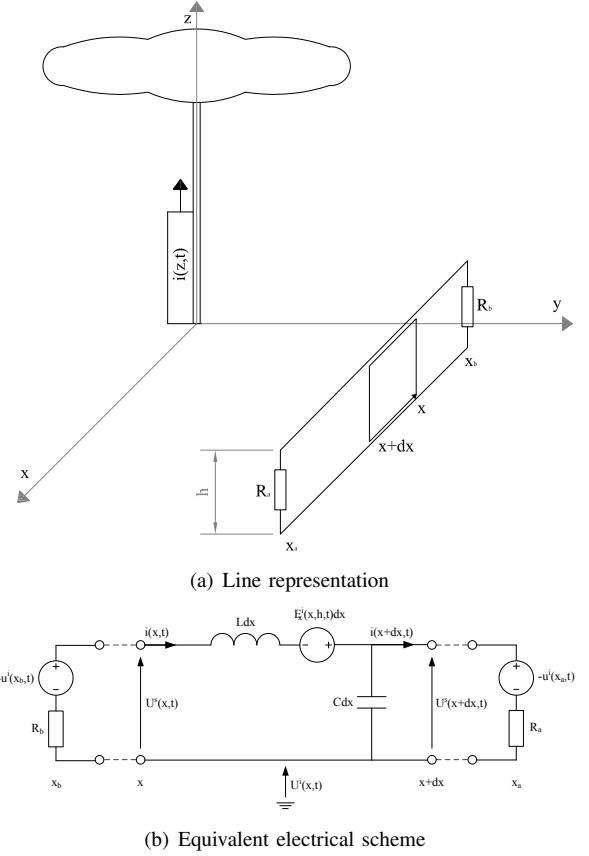 z
i(z,t)
y
R_b
x_b
x
x+dx
x
h
R_a
x_a
(a) Line representation
E_x^i(x,h,t)dx
i(x,t)
Ldx
i(x+dx,t)
-u^i(x_b,t)
U^s(x,t)
Cdx
U^s(x+dx,t)
-u^i(x_a,t)
R_b
R_a
U^i(x,t)
x_b
x
x+dx
x_a
(b) Equivalent electrical scheme